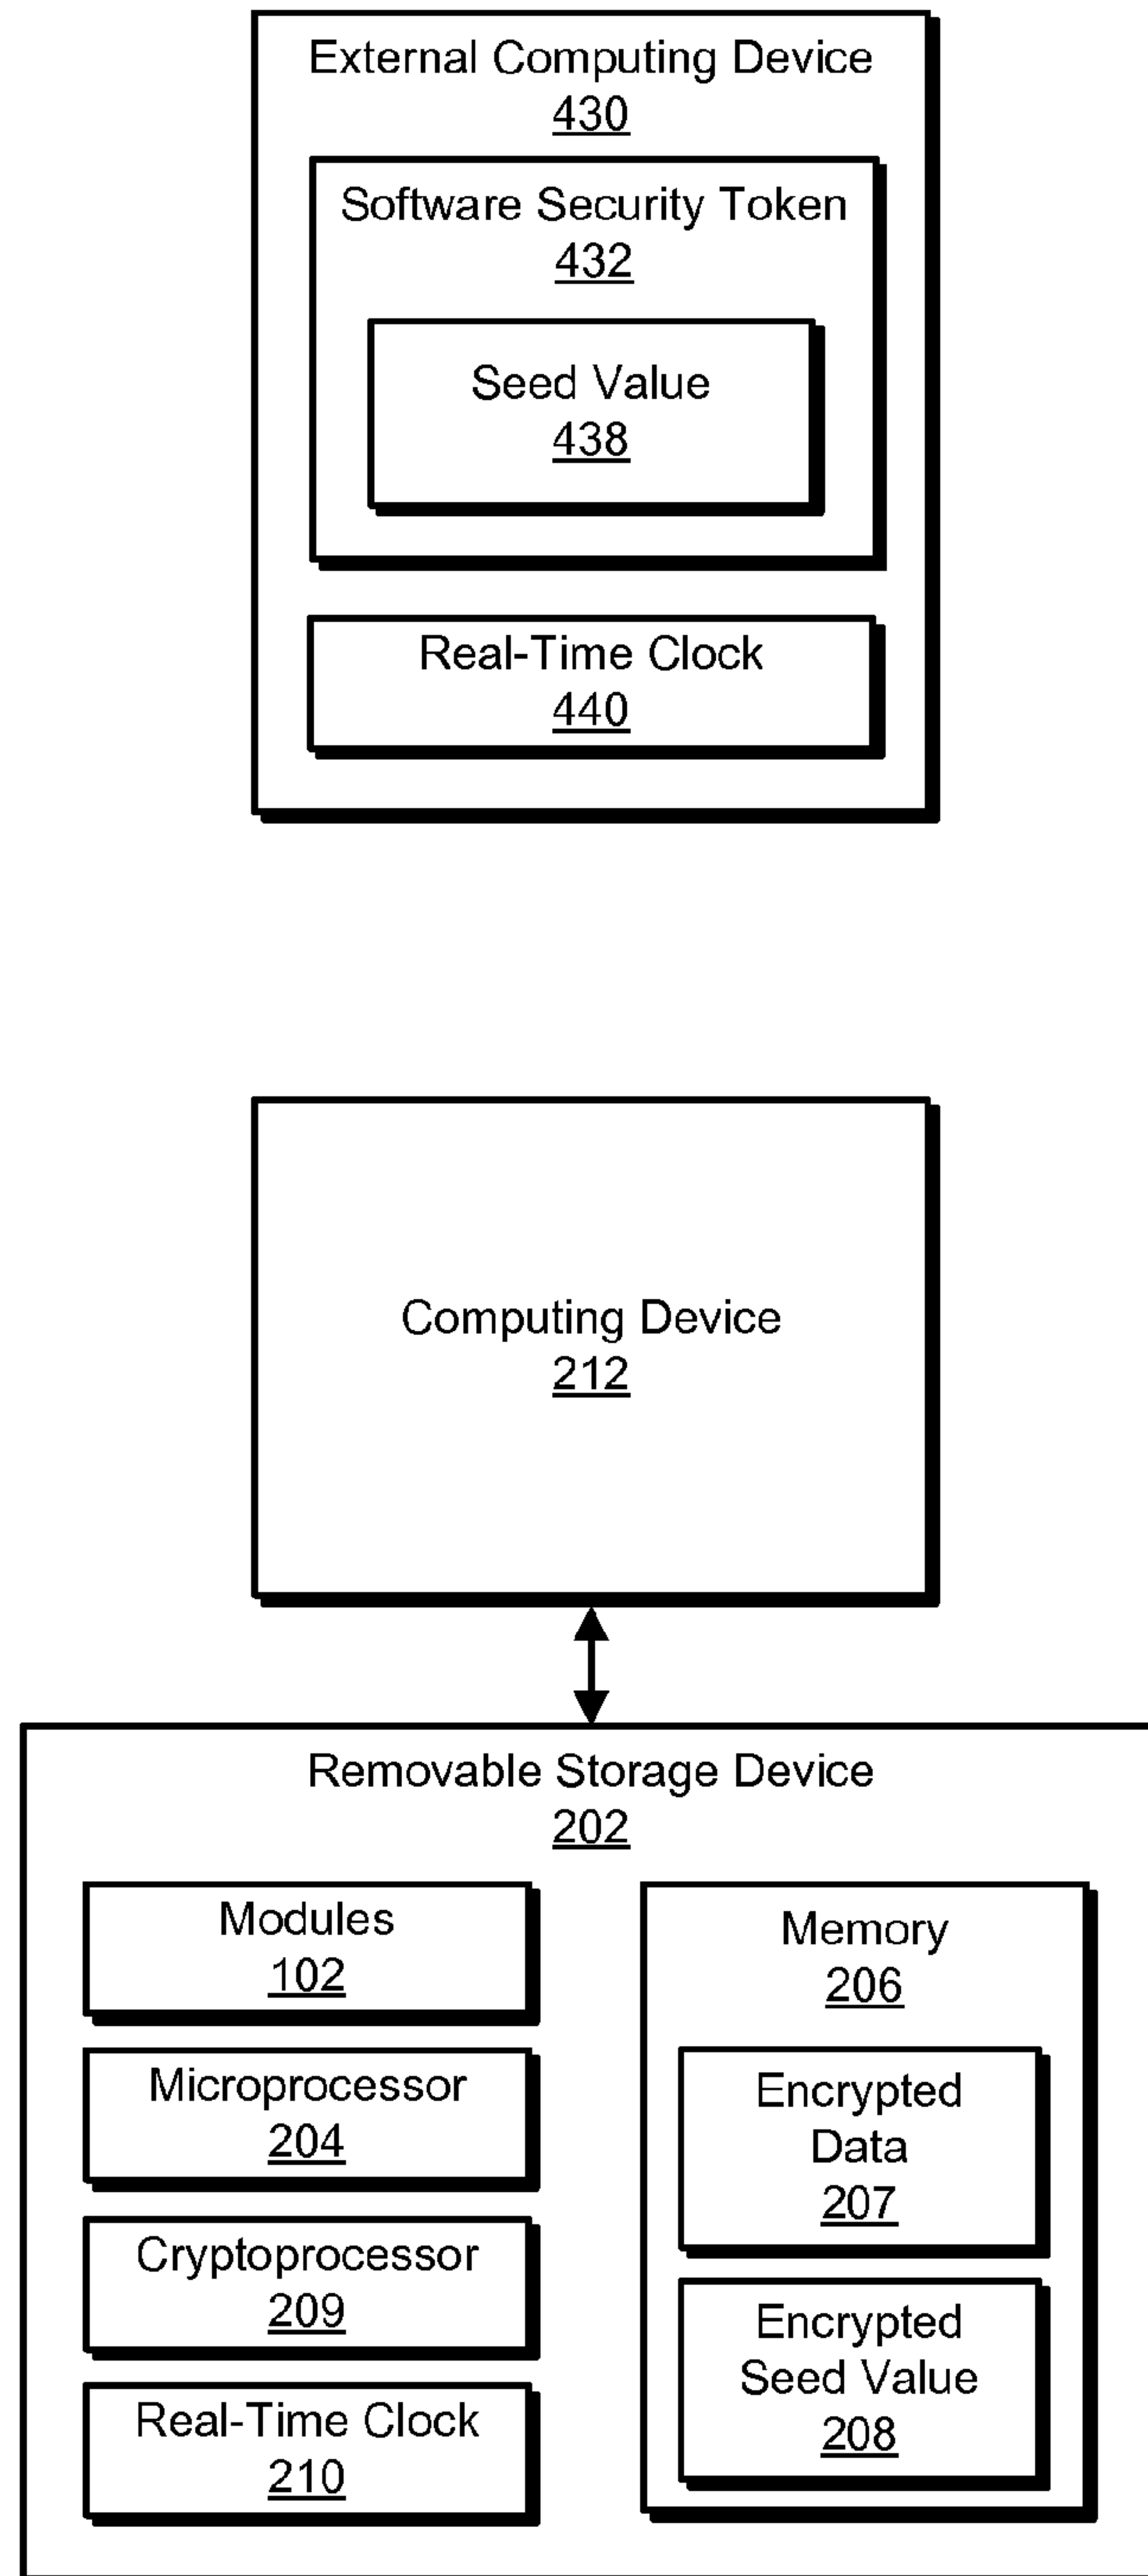 External Computing Device
430
Software Security Token
432
Seed Value
438
Real-Time Clock
440
Computing Device
212
Removable Storage Device
202
Modules
102
Microprocessor
204
Cryptoprocessor
209
Real-Time Clock
210
Memory
206
Encrypted
Data
207
Encrypted
Seed Value
208